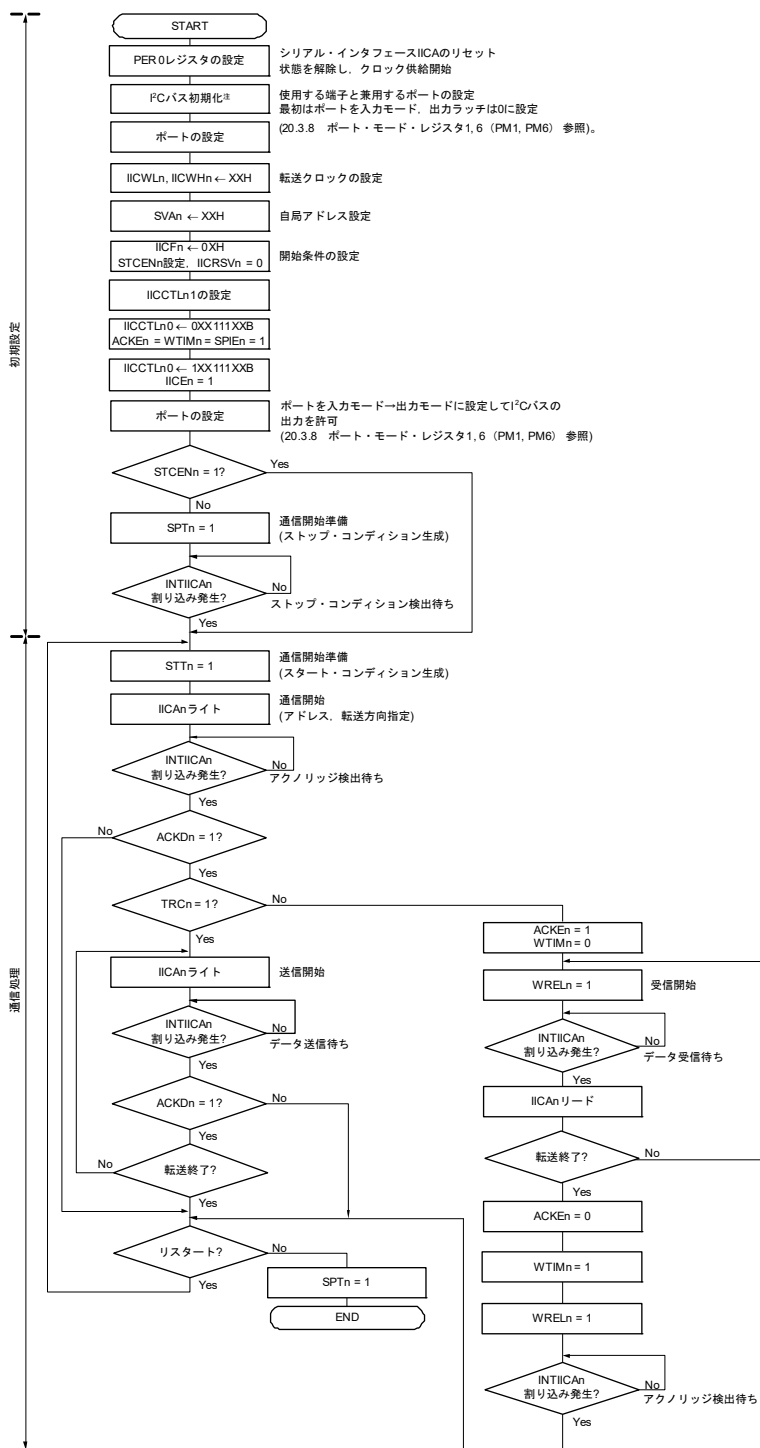 START
PER0レジスタの設定
シリアル・インタフェースIICAのリセット
状態を解除し，クロック供給開始
I²Cバス初期化注
使用する端子と兼用するポートの設定
最初はポートを入力モード，出力ラッチは0に設定
(20.3.8 ポート・モード・レジスタ1, 6（PM1, PM6） 参照)。
ポートの設定
IICWLn, IICWHn ← XXH
転送クロックの設定
SVAn ← XXH
自局アドレス設定
IICFn ← 0XH
STCENn設定，IICRSVn = 0
開始条件の設定
IICCTLn1の設定
IICCTLn0 ← 0XX111XXB
ACKEn = WTIMn = SPIEn = 1
IICCTLn0 ← 1XX111XXB
IICEn = 1
ポートの設定
ポートを入力モード→出力モードに設定してI²Cバスの
出力を許可
(20.3.8 ポート・モード・レジスタ1, 6（PM1, PM6） 参照)
初期設定
STCENn = 1?
Yes
No
SPTn = 1
通信開始準備
(ストップ・コンディション生成)
INTIICAn
割り込み発生?
No
ストップ・コンディション検出待ち
Yes
STTn = 1
通信開始準備
(スタート・コンディション生成)
IICAnライト
通信開始
(アドレス，転送方向指定)
INTIICAn
割り込み発生?
No
アクノリッジ検出待ち
Yes
No
ACKDn = 1?
Yes
TRCn = 1?
No
Yes
通信処理
IICAnライト
送信開始
INTIICAn
割り込み発生?
No
データ送信待ち
Yes
ACKDn = 1?
No
Yes
No
転送終了?
Yes
リスタート?
No
Yes
SPTn = 1
END
ACKEn = 1
WTIMn = 0
WRELn = 1
受信開始
INTIICAn
割り込み発生?
No
データ受信待ち
Yes
IICAnリード
転送終了?
No
Yes
ACKEn = 0
WTIMn = 1
WRELn = 1
INTIICAn
割り込み発生?
No
アクノリッジ検出待ち
Yes